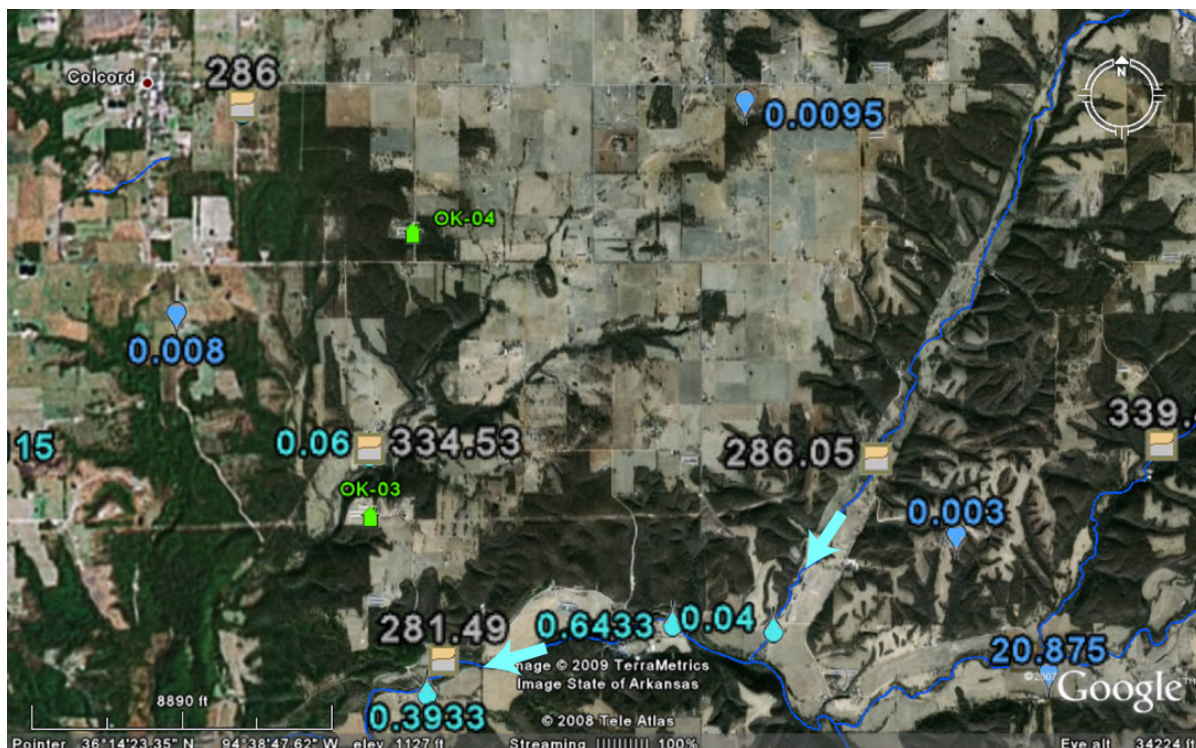 Colcord
286
N
0.0095
OK-04
0.008
15
0.06
334.53
286.05
339.
OK-03
0.003
281.49
0.6433
0.04
20.875
mage © 2009 TerraMetrics
Image State of Arkansas
© 2007 Google™
8890 ft
0.3933
© 2008 Tele Atlas
Pointer 36°14'23.35" N 94°38'47.62" W elev 1127 ft Streaming |||||||||| 100% Eye alt 34224 ft